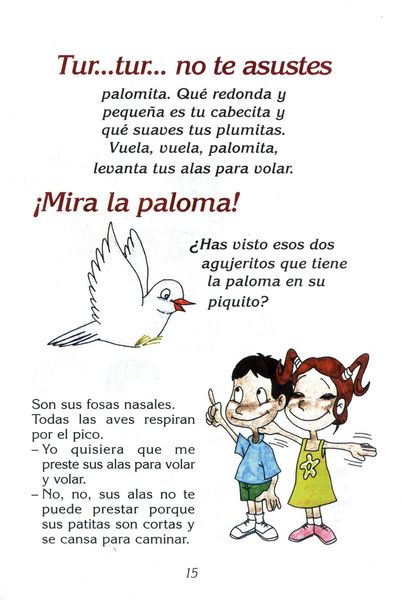 Tur...tur... no te asustes
palomita. Qué redonda y
pequeña es tu cabecita y
qué suaves tus plumitas.
Vuela, vuela, palomita,
levanta tus alas para volar.
¡Mira la paloma!
¿Has visto esos dos
agujeritos que tiene
la paloma en su
piquito?
Son sus fosas nasales.
Todas las aves respiran
por el pico.
– Yo quisiera que me
preste sus alas para volar
y volar.
– No, no, sus alas no te
puede prestar porque
sus patitas son cortas y
se cansa para caminar.
15